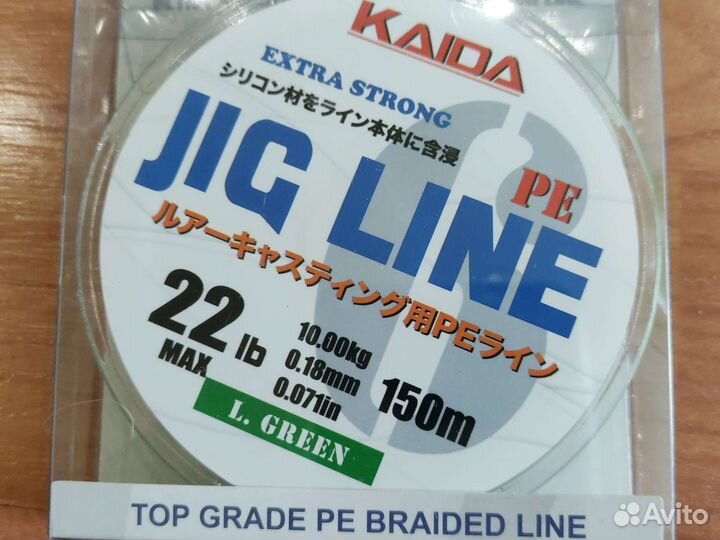 KAIDA
EXTRA STRONG
シリコン材をライン本体に含浸
JIG LINE
PE
6
ルアーキャスティング用PEライン
22 lb
MAX
10.00kg
0.18mm
0.071in
150m
L. GREEN
TOP GRADE PE BRAIDED LINE
Avito